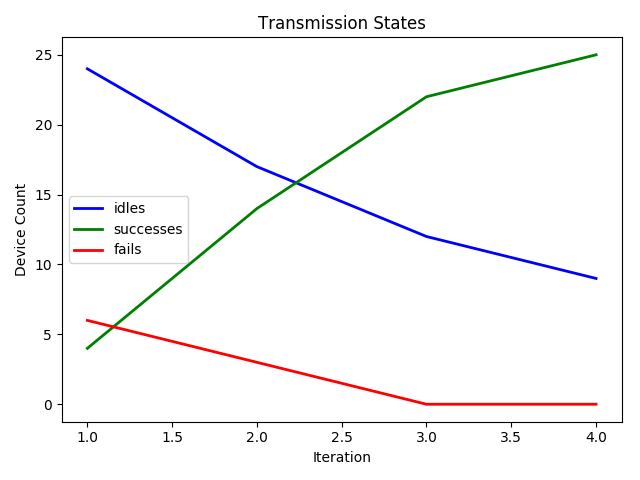 Transmission States
Device Count
25
20
15
10
5
0
idles
successes
fails
1.0 1.5 2.0 2.5 3.0 3.5 4.0
Iteration